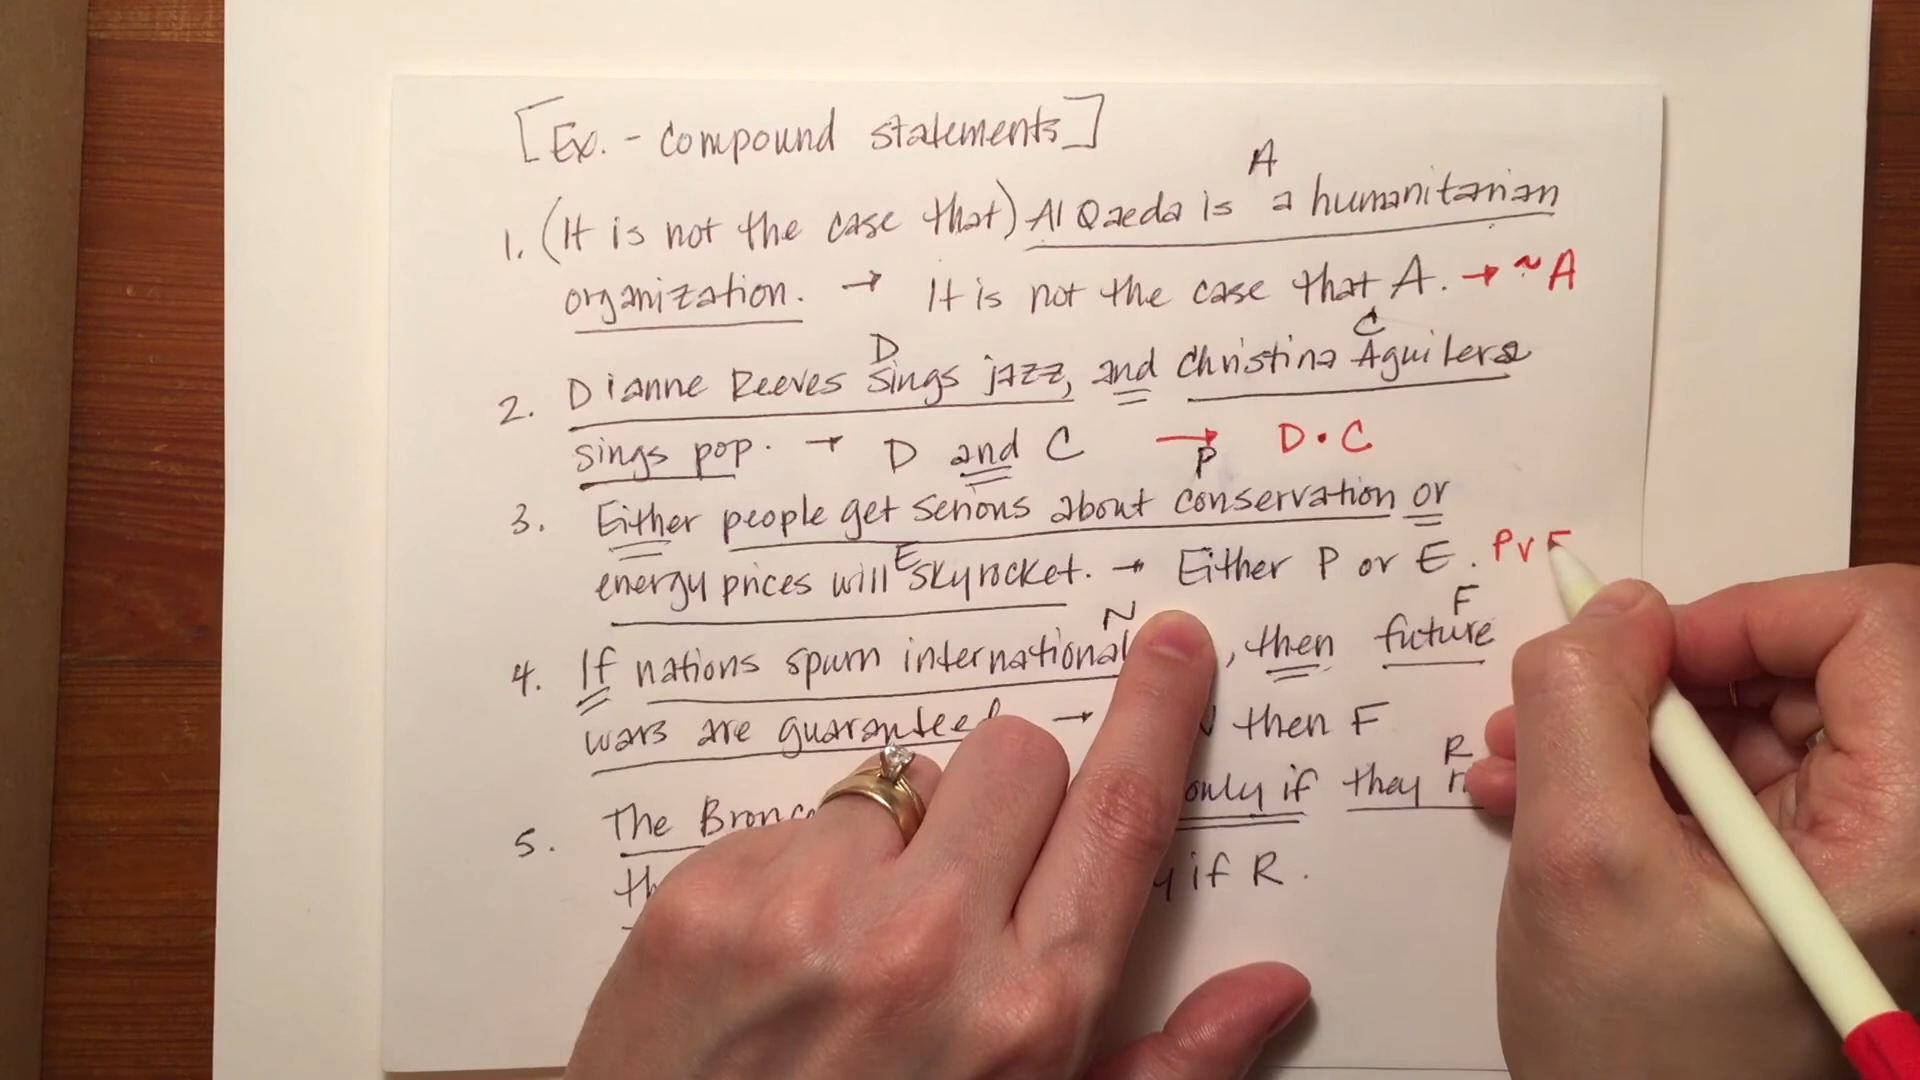 [Ex. - compound statements]
A
1. (It is not the case that) Al Qaeda is a humanitarian
organization. → It is not the case that A. → ~A
D C
2. Dianne Reeves sings jazz, and Christina Aguilera
sings pop. → D and C → D • C
P
3. Either people get serious about conservation or
E
energy prices will skyrocket. → Either P or E. P v E
N F
4. If nations spurn international , then future
wars are guaranteed → then F
R
5. The only if they
if R.